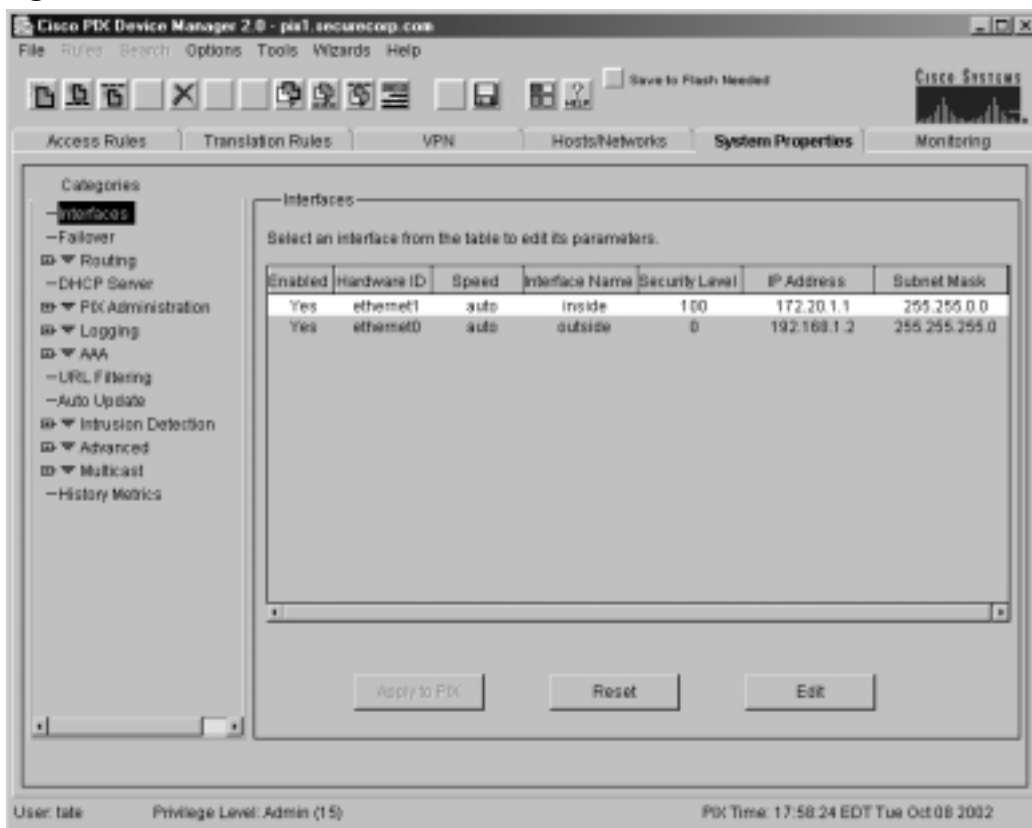 Cisco PIX Device Manager 2.0 - pix1.securecorp.com
File Rules Search Options Tools Wizards Help
Save to Flash Needed
HELP
CISCO SYSTEMS
Access Rules Translation Rules VPN Hosts/Networks System Properties Monitoring
Categories
Interfaces
Failover
Routing
DHCP Server
PIX Administration
Logging
AAA
URL Filtering
Auto Update
Intrusion Detection
Advanced
Multicast
History Metrics
Interfaces
Select an interface from the table to edit its parameters.
Enabled Hardware ID Speed Interface Name Security Level IP Address Subnet Mask
Yes ethernet1 auto inside 100 172.20.1.1 255.255.0.0
Yes ethernet0 auto outside 0 192.168.1.2 255.255.255.0
Apply to PIX Reset Edit
User: tate Privilege Level: Admin (15) PIX Time: 17:58:24 EDT Tue Oct 08 2002